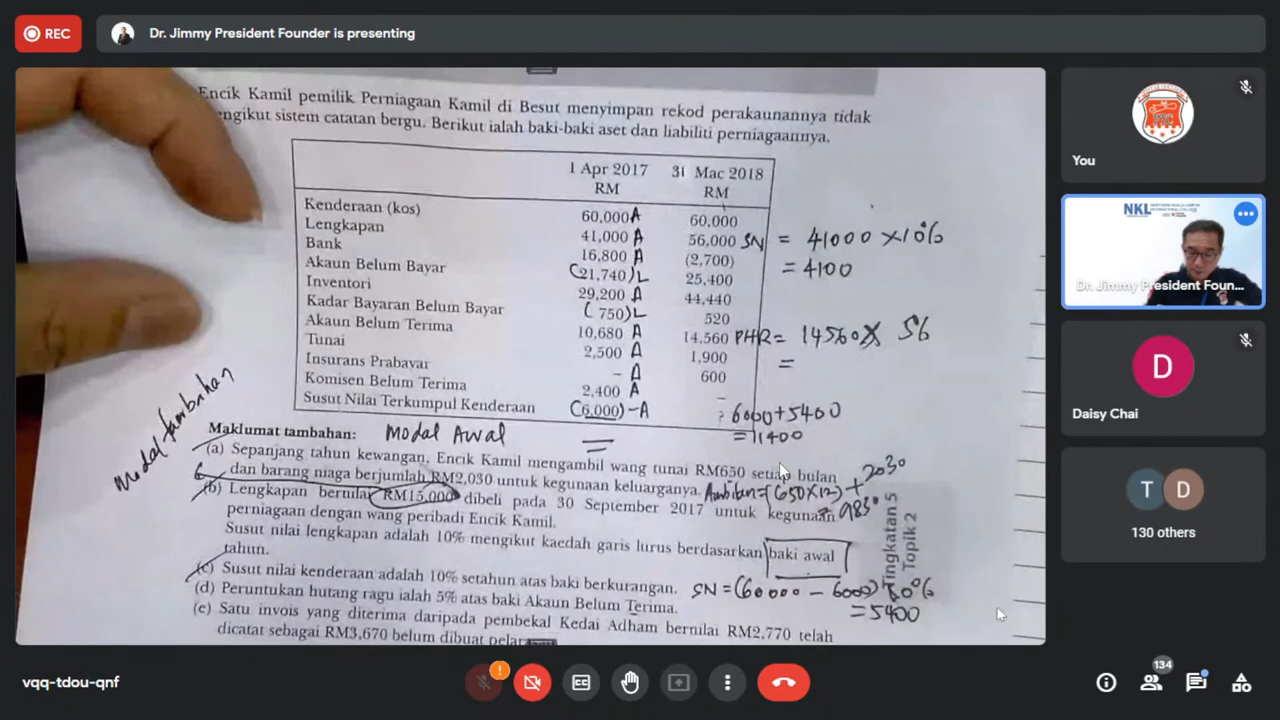 REC
Dr. Jimmy President Founder is presenting
Encik Kamil pemilik Perniagaan Kamil di Besut menyimpan rekod perakaunannya tidak
engikut sistem catatan bergu. Berikut ialah baki-baki aset dan liabiliti perniagaannya.
1 Apr 2017 31 Mac 2018
RM RM
Kenderaan (kos) 60,000 A 60,000
Lengkapan 41,000 A 56,000 SN = 41000 × 10%
Bank 16,800 A (2,700) = 4100
Akaun Belum Bayar (21,740) L 25,400
Inventori 29,200 A 44,440
Kadar Bayaran Belum Bayar (750) L 520
Akaun Belum Terima 10,680 A 14,560 PHR = 14560 X 5%
Tunai 2,500 A 1,900 =
Insurans Prabayar - A 600
Komisen Belum Terima 2,400 A -
Susut Nilai Terkumpul Kenderaan (6,000) - A : 6000 + 5400
= 11400
Modal tambahan
Maklumat tambahan: Modal Awal
(a) Sepanjang tahun kewangan, Encik Kamil mengambil wang tunai RM650 setiap bulan
dan barang niaga berjumlah RM2,030 untuk kegunaan keluarganya. Ambilan = (650 X 12) + 2030
= 9830
(b) Lengkapan bernilai RM15,000 dibeli pada 30 September 2017 untuk kegunaan
perniagaan dengan wang peribadi Encik Kamil.
Susut nilai lengkapan adalah 10% mengikut kaedah garis lurus berdasarkan baki awal
tahun.
(c) Susut nilai kenderaan adalah 10% setahun atas baki berkurangan. SN = (60000 - 6000) × 10%
= 5400
(d) Peruntukan hutang ragu ialah 5% atas baki Akaun Belum Terima.
(e) Satu invois yang diterima daripada pembekal Kedai Adham bernilai RM2,770 telah
dicatat sebagai RM3,670 belum dibuat
Tingkatan 5
Topik 2
You
NKL
Dr. Jimmy President Foun...
D
Daisy Chai
T D
130 others
vqq-tdou-qnf
!
CC
134